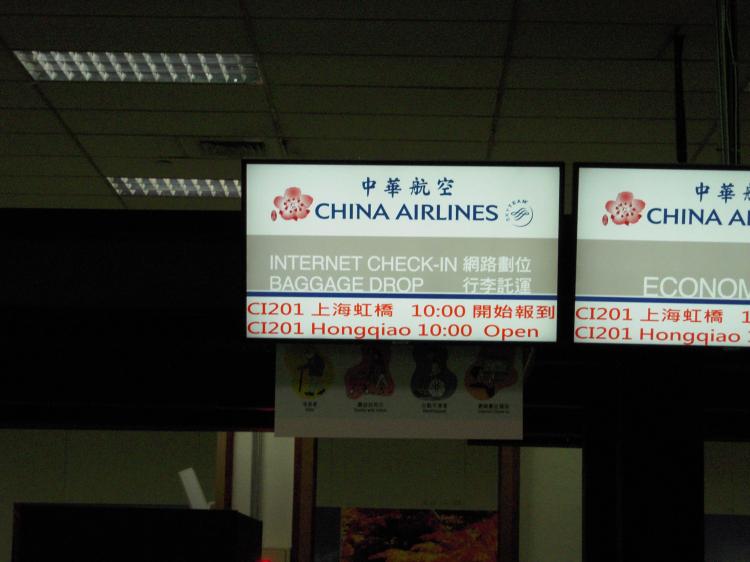 中華航空
CHINA AIRLINES
SKYTEAM
INTERNET CHECK-IN 網路劃位
BAGGAGE DROP 行李託運
CI201 上海虹橋 10:00 開始報到
CI201 Hongqiao 10:00 Open
中華
CHINA
ECONOM
CI201 上海虹橋 1
CI201 Hongqiao 1